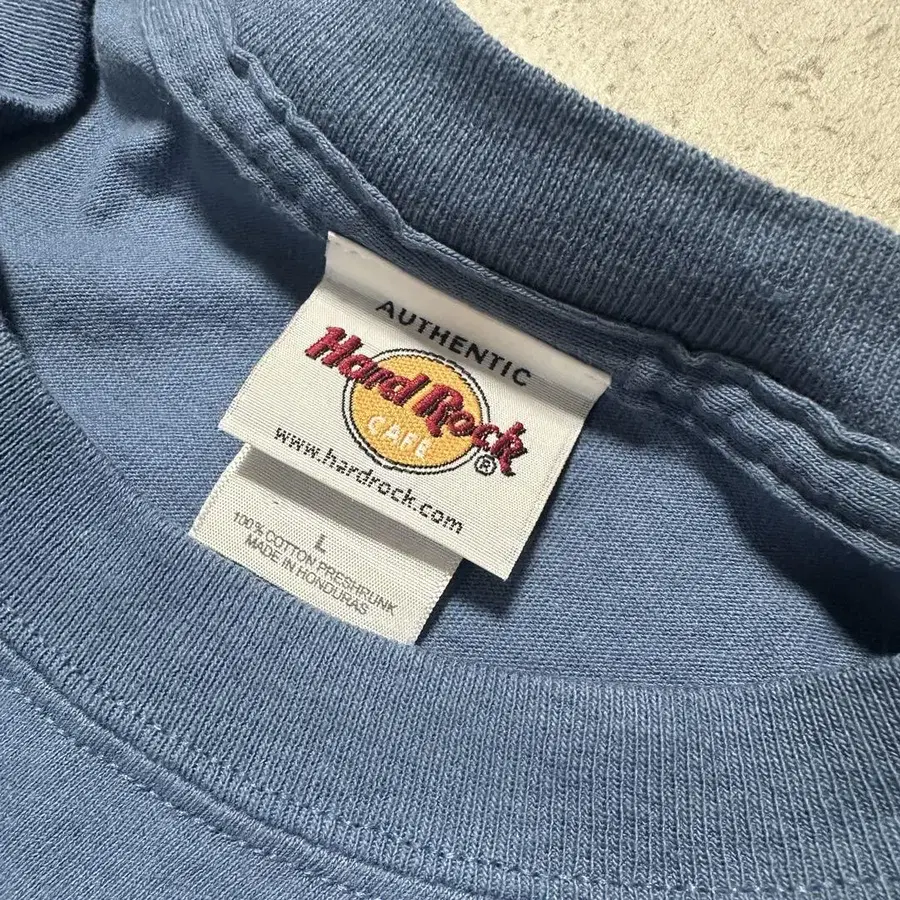 AUTHENTIC
Hard Rock
CAFE
®
www.hardrock.com
L
100% COTTON PRESHRUNK
MADE IN HONDURAS